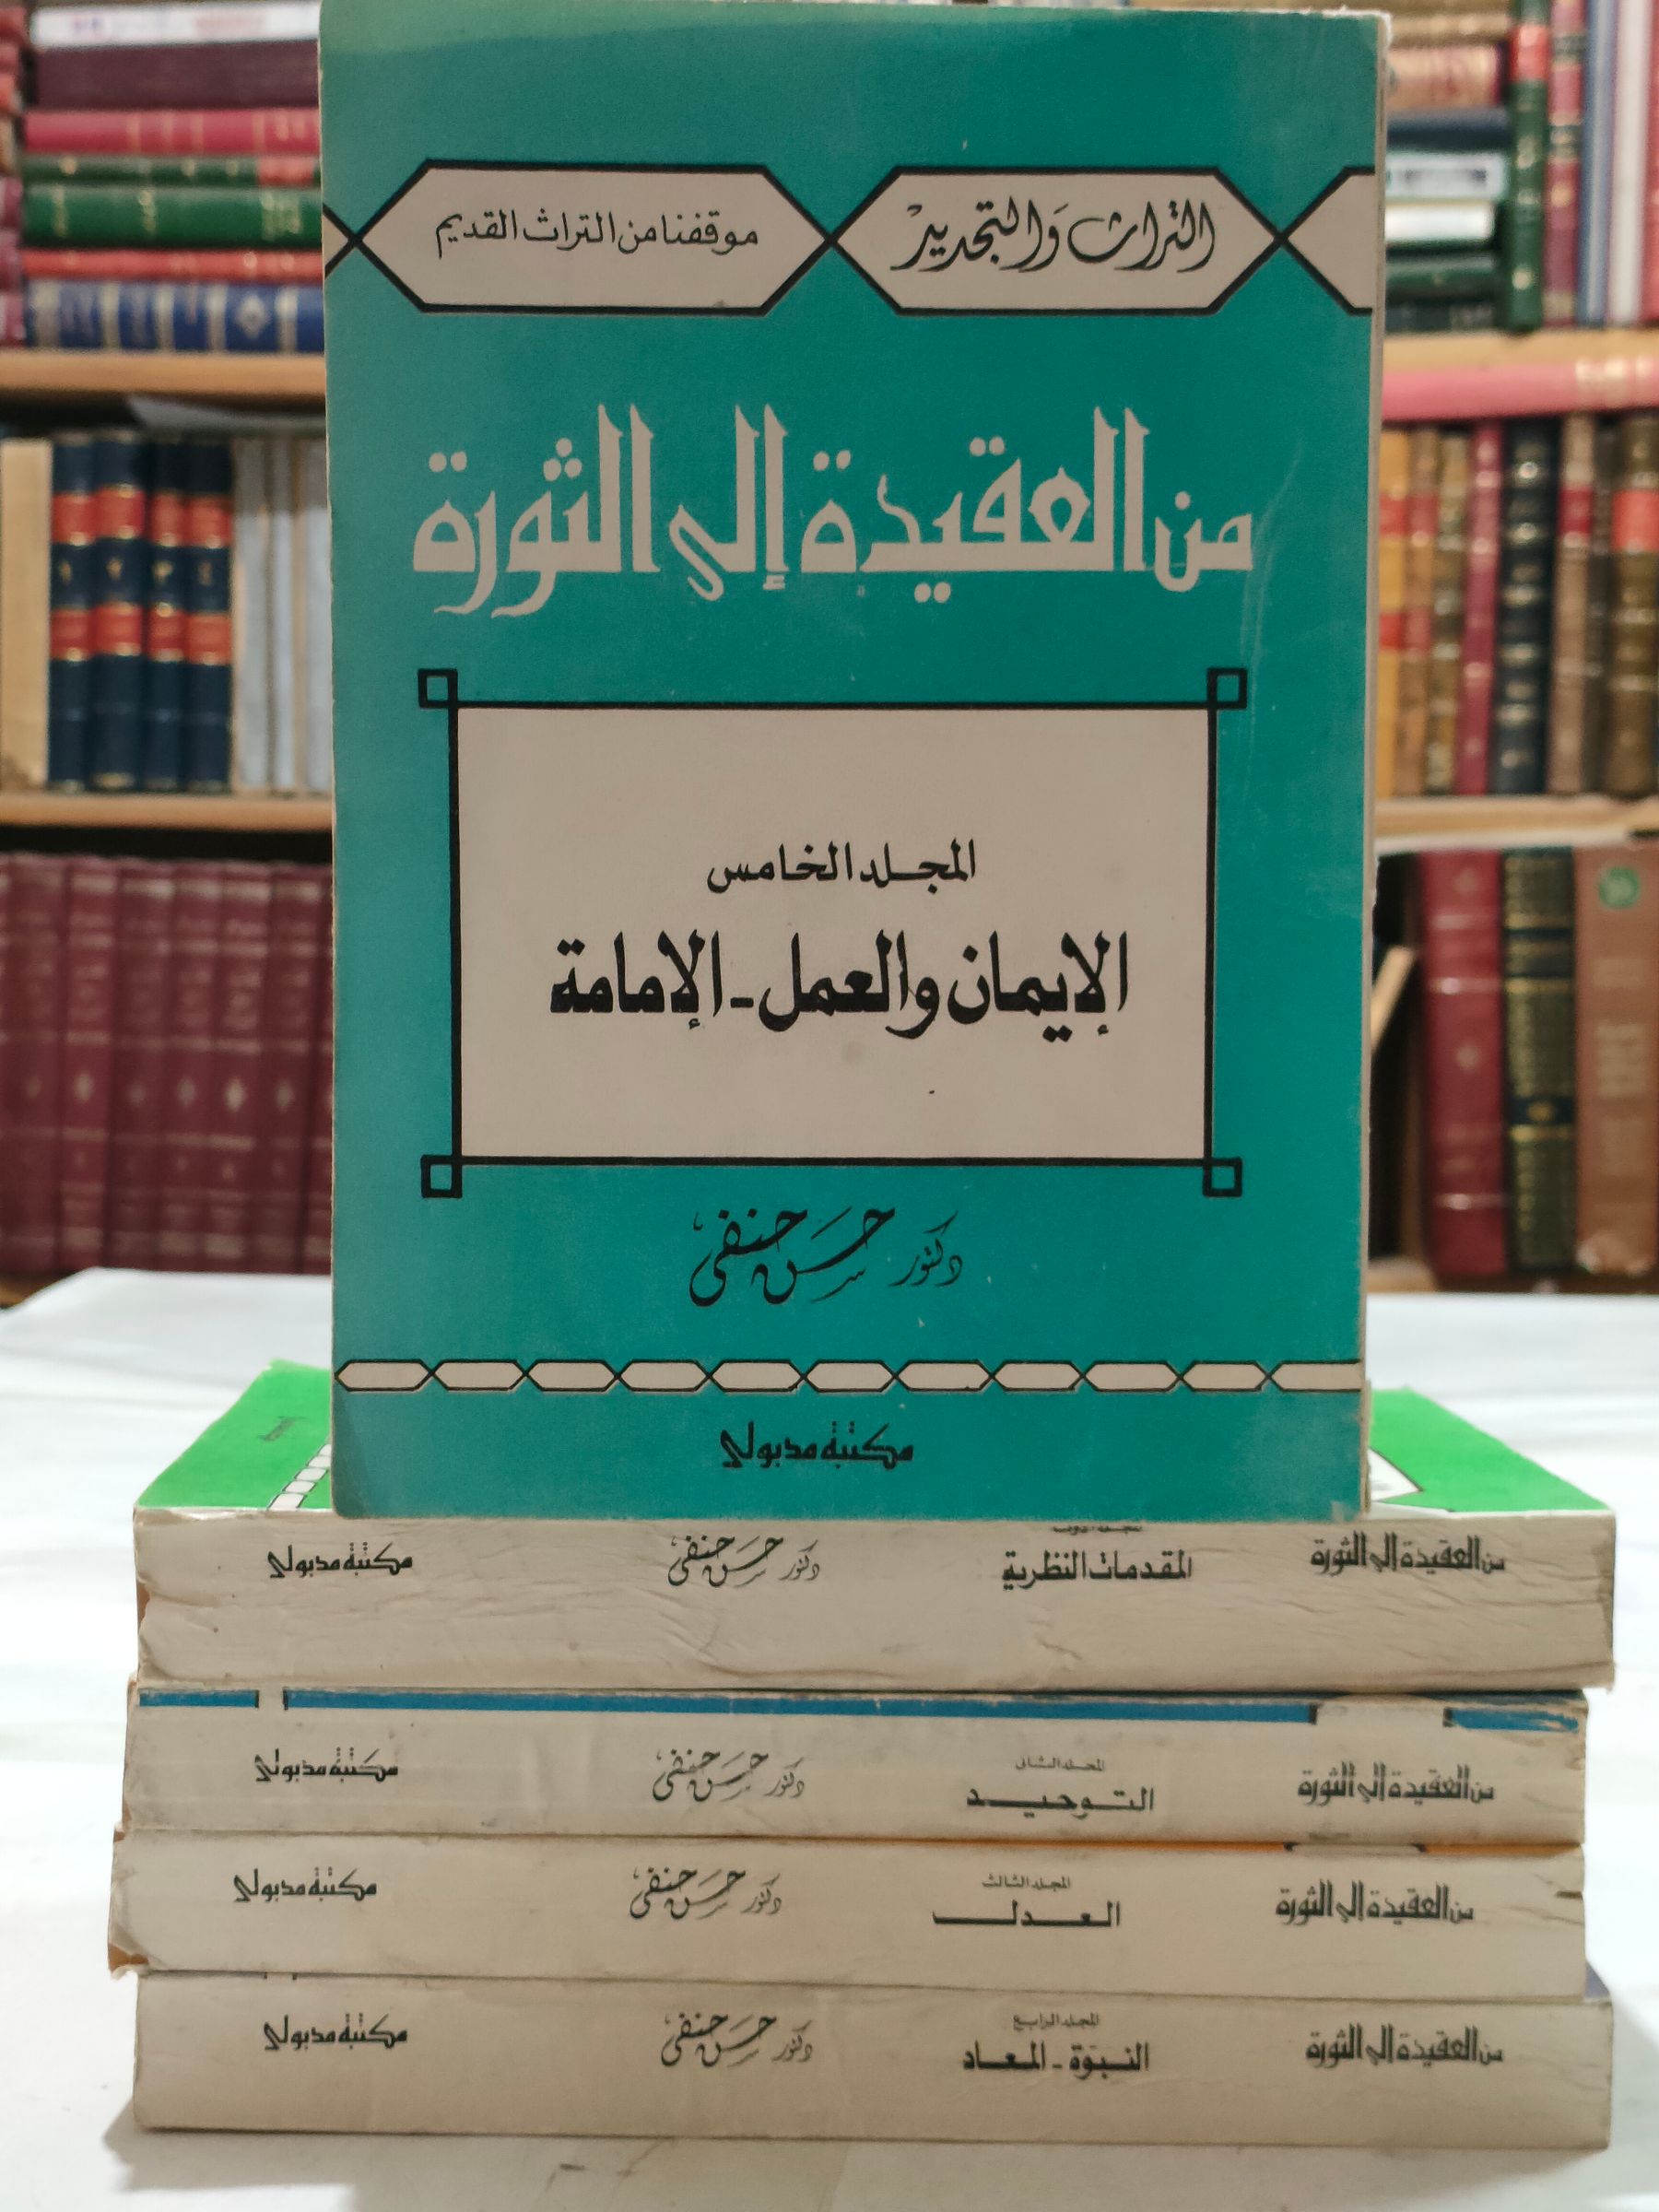 التراث وَالتجديد
موقفنا من التراث القديم
من العقيدة إلى الثورة
المجلد الخامس
الإيمان والعمل - الإمامة
دكتور حسن حنفي
مكتبة مدبولي
من العقيدة إلى الثورة
المقدمات النظرية
دكتور حسن حنفي
مكتبة مدبولي
من العقيدة إلى الثورة
المجلد الثانى
التوحيد
دكتور حسن حنفي
مكتبة مدبولي
من العقيدة إلى الثورة
المجلد الثالث
العدل
دكتور حسن حنفي
مكتبة مدبولي
من العقيدة إلى الثورة
المجلد الرابع
النبوة - المعاد
دكتور حسن حنفي
مكتبة مدبولي